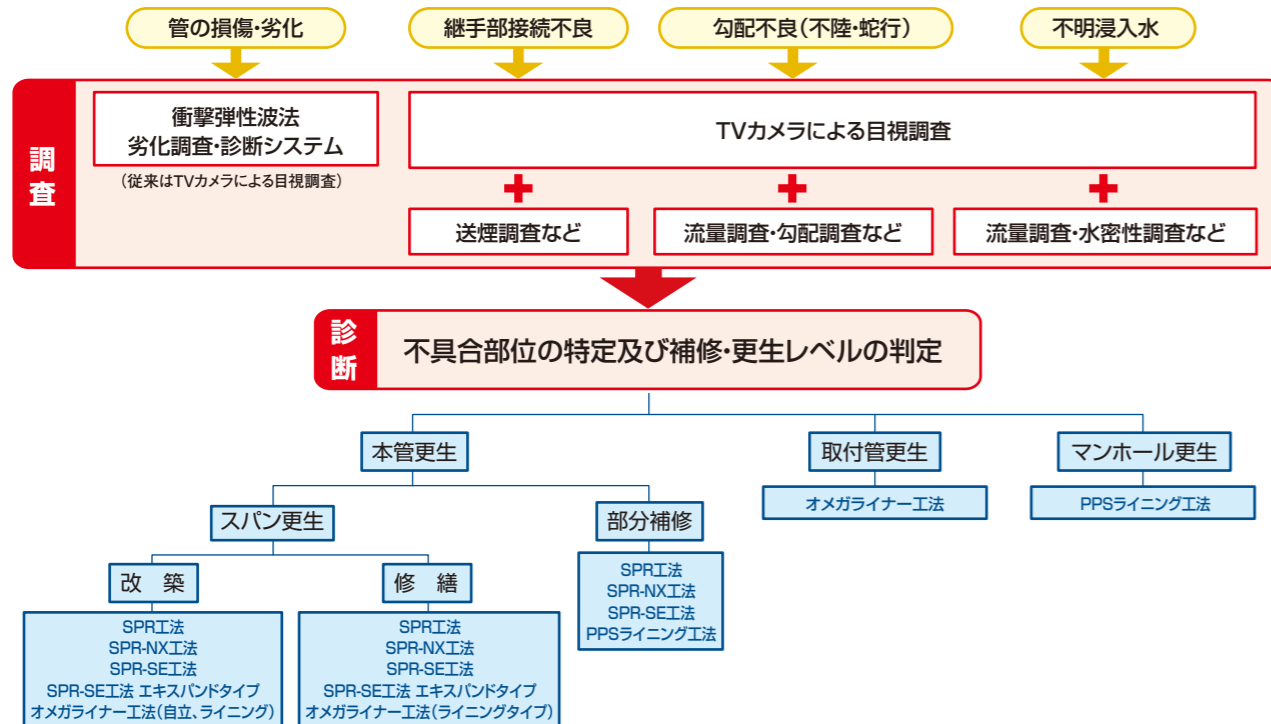 管の損傷・劣化
継手部接続不良
勾配不良（不陸・蛇行）
不明浸入水
調査
衝撃弾性波法
劣化調査・診断システム
（従来はTVカメラによる目視調査）
TVカメラによる目視調査
送煙調査など
流量調査・勾配調査など
流量調査・水密性調査など
診断
不具合部位の特定及び補修・更生レベルの判定
本管更生
取付管更生
マンホール更生
オメガライナー工法
PPSライニング工法
スパン更生
部分補修
改　築
修　繕
SPR工法
SPR-NX工法
SPR-SE工法
SPR-SE工法 エキスパンドタイプ
オメガライナー工法（自立、ライニング）
SPR工法
SPR-NX工法
SPR-SE工法
SPR-SE工法 エキスパンドタイプ
オメガライナー工法（ライニングタイプ）
SPR工法
SPR-NX工法
SPR-SE工法
PPSライニング工法